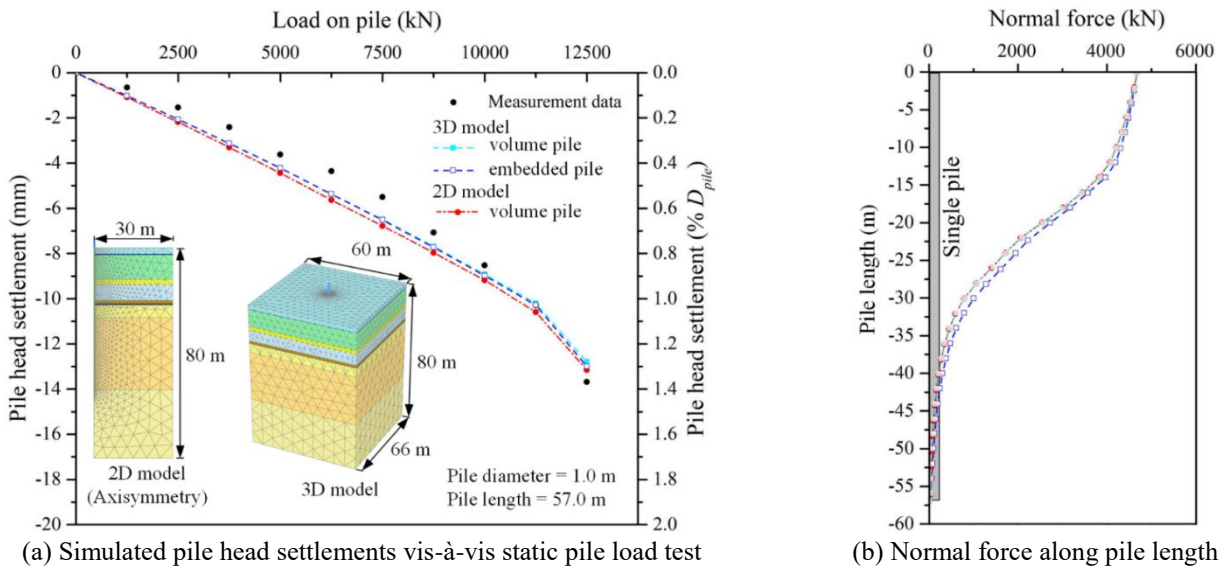 Load on pile (kN)
0 2500 5000 7500 10000 12500
Pile head settlement (mm)
0
-2
-4
-6
-8
-10
-12
-14
-16
-18
-20
Measurement data
3D model
volume pile
embedded pile
2D model
volume pile
30 m
80 m
2D model
(Axisymmetry)
60 m
80 m
66 m
3D model
Pile diameter = 1.0 m
Pile length = 57.0 m
0.0
0.2
0.4
0.6
0.8
1.0
1.2
1.4
1.6
1.8
2.0
Pile head settlement (% Dpile)
(a) Simulated pile head settlements vis-à-vis static pile load test
Normal force (kN)
0 2000 4000 6000
Pile length (m)
0
-5
-10
-15
-20
-25
-30
-35
-40
-45
-50
-55
-60
Single pile
(b) Normal force along pile length